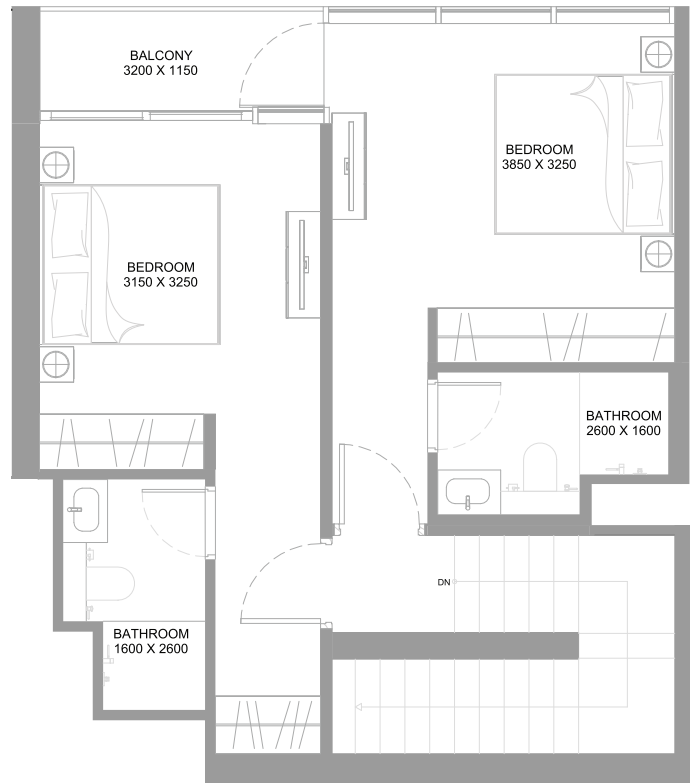 BALCONY
3200 X 1150
BEDROOM
3850 X 3250
BEDROOM
3150 X 3250
BATHROOM
2600 X 1600
DN
BATHROOM
1600 X 2600